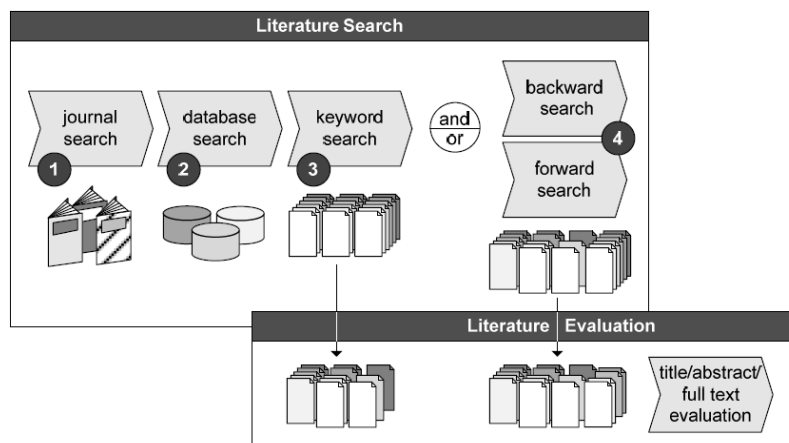 Literature Search
journal
search
1
database
search
2
keyword
search
3
and
or
backward
search
4
forward
search
Literature Evaluation
title/abstract/
full text
evaluation